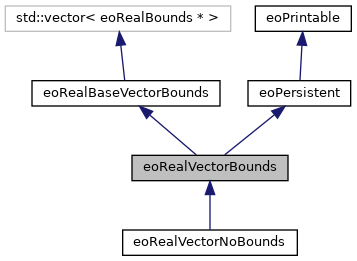 std::vector< eoRealBounds * >
eoPrintable
eoRealBaseVectorBounds
eoPersistent
eoRealVectorBounds
eoRealVectorNoBounds